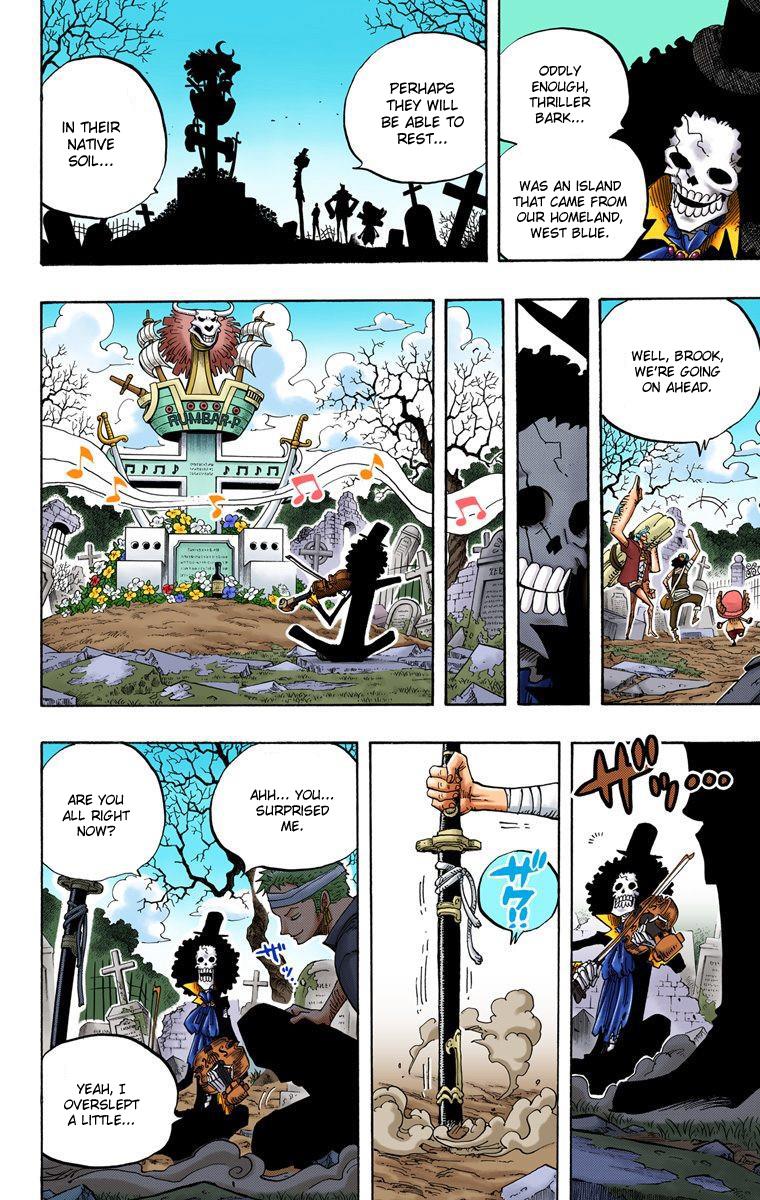 ODDLY
ENOUGH,
THRILLER
BARK...
WAS AN ISLAND
THAT CAME FROM
OUR HOMELAND,
WEST BLUE.
PERHAPS
THEY WILL
BE ABLE TO
REST...
IN THEIR
NATIVE
SOIL...
WELL, BROOK,
WE'RE GOING
ON AHEAD.
RUMBAR-P
ザッ…
ザク!!
AHH... YOU...
SURPRISED
ME.
ARE YOU
ALL RIGHT
NOW?
ザッ
YEAH, I
OVERSLEPT
A LITTLE...